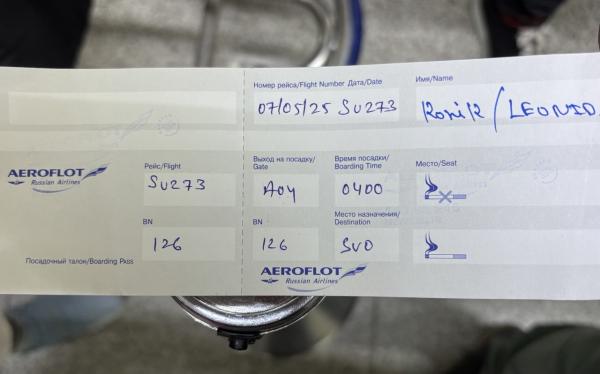 Номер рейса/Flight Number Дата/Date
Имя/Name
07/05/25 SU273
KoniK/LEONID
AEROFLOT
Russian Airlines
Рейс/Flight
SU273
Выход на посадку/
Gate
A04
Время посадки/
Boarding Time
0400
Место/Seat
BN
126
BN
126
Место назначения/
Destination
SVO
Посадочный талон/Boarding Pass
AEROFLOT
Russian Airlines